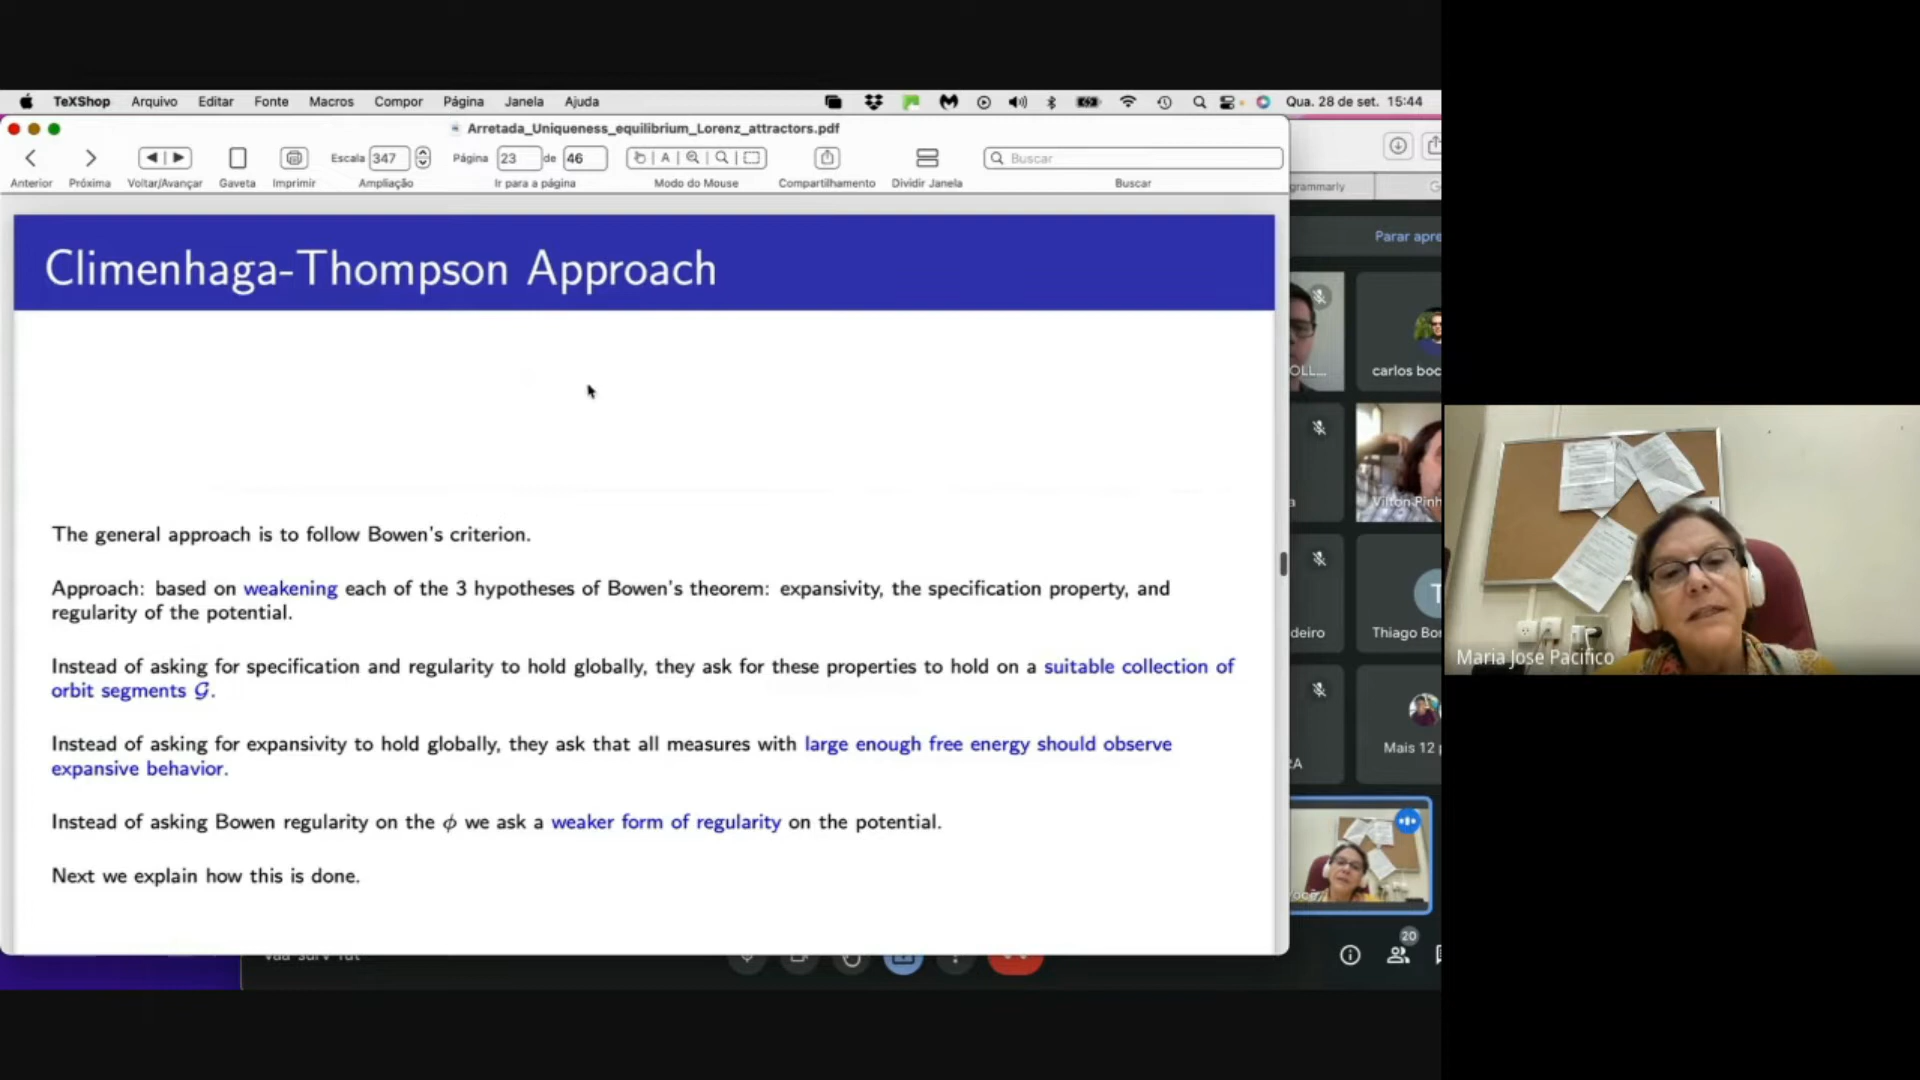 TeXShop Arquivo Editar Fonte Macros Compor Página Janela Ajuda
Qua. 28 de set. 15:44
Arretada_Uniqueness_equilibrium_Lorenz_attractors.pdf
Escala 347
Página 23 de 46
Buscar
Anterior Próxima Voltar/Avançar Gaveta Imprimir Ampliação Ir para a página Modo do Mouse Compartilhamento Dividir Janela Buscar
grammarly
Parar apre
Climenhaga-Thompson Approach
The general approach is to follow Bowen's criterion.
Approach: based on weakening each of the 3 hypotheses of Bowen's theorem: expansivity, the specification property, and
regularity of the potential.
Instead of asking for specification and regularity to hold globally, they ask for these properties to hold on a suitable collection of
orbit segments 𝒢.
Instead of asking for expansivity to hold globally, they ask that all measures with large enough free energy should observe
expansive behavior.
Instead of asking Bowen regularity on the ϕ we ask a weaker form of regularity on the potential.
Next we explain how this is done.
OLL...
carlos boc
Vilton Pinh
deiro
Thiago Bor
Mais 12 p
RA
20
Maria Jose Pacifico